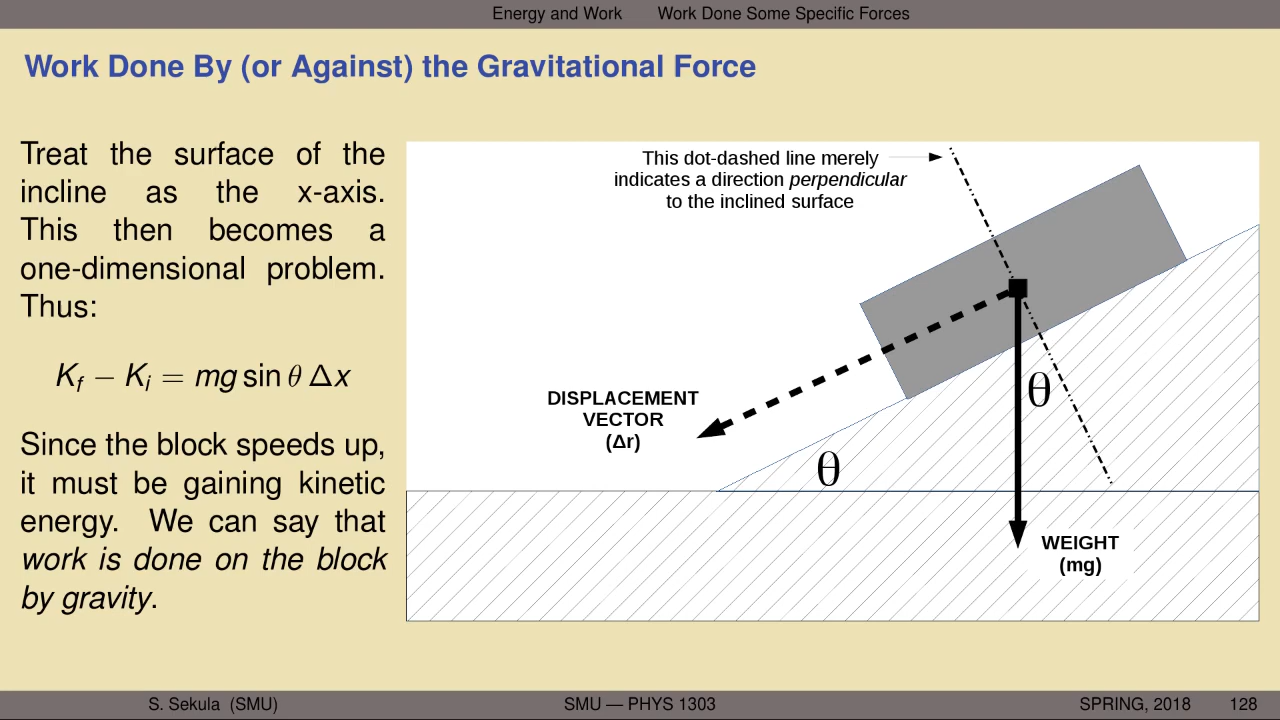 Energy and Work Work Done Some Specific Forces
Work Done By (or Against) the Gravitational Force
Treat the surface of the
incline as the x-axis.
This then becomes a
one-dimensional problem.
Thus:
K_f − K_i = mg sin θ Δx
Since the block speeds up,
it must be gaining kinetic
energy. We can say that
work is done on the block
by gravity.
This dot-dashed line merely
indicates a direction perpendicular
to the inclined surface
DISPLACEMENT
VECTOR
(Δr)
θ
θ
WEIGHT
(mg)
S. Sekula (SMU) SMU — PHYS 1303 SPRING, 2018 128